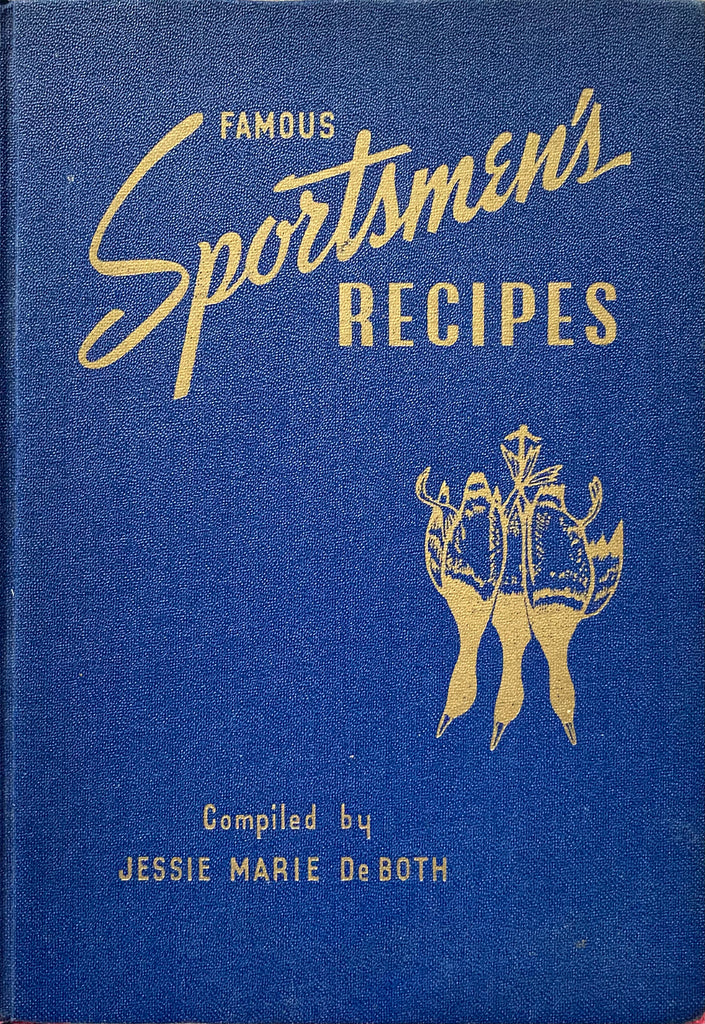 FAMOUS
Sportsmen's
RECIPES
Compiled by
JESSIE MARIE DeBOTH